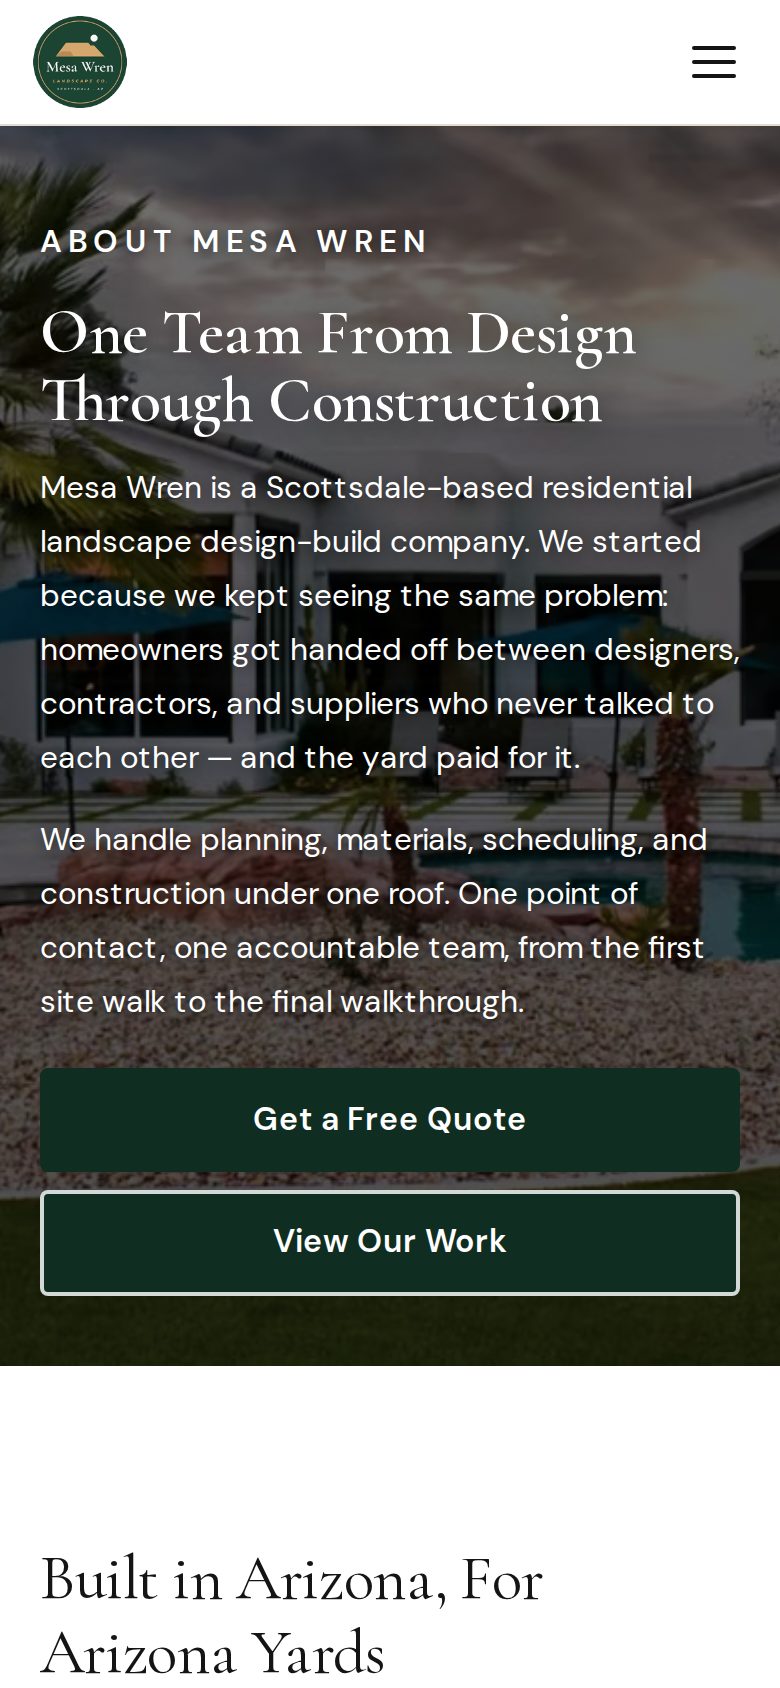 Mesa Wren
LANDSCAPE CO.
SCOTTSDALE · AZ
ABOUT MESA WREN
One Team From Design
Through Construction
Mesa Wren is a Scottsdale-based residential
landscape design-build company. We started
because we kept seeing the same problem:
homeowners got handed off between designers,
contractors, and suppliers who never talked to
each other — and the yard paid for it.
We handle planning, materials, scheduling, and
construction under one roof. One point of
contact, one accountable team, from the first
site walk to the final walkthrough.
Get a Free Quote
View Our Work
Built in Arizona, For
Arizona Yards